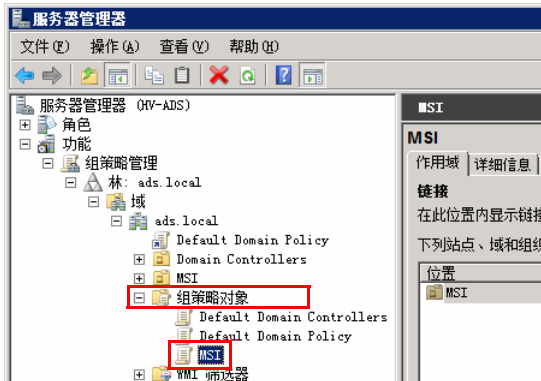 服务器管理器
文件(F) 操作(A) 查看(V) 帮助(H)
服务器管理器 (HV-ADS)
角色
功能
组策略管理
林: ads.local
域
ads.local
Default Domain Policy
Domain Controllers
MSI
组策略对象
Default Domain Controllers
Default Domain Policy
MSI
WMI 筛选器
MSI
MSI
作用域 详细信息
链接
在此位置内显示链接
下列站点、域和组织
位置
MSI